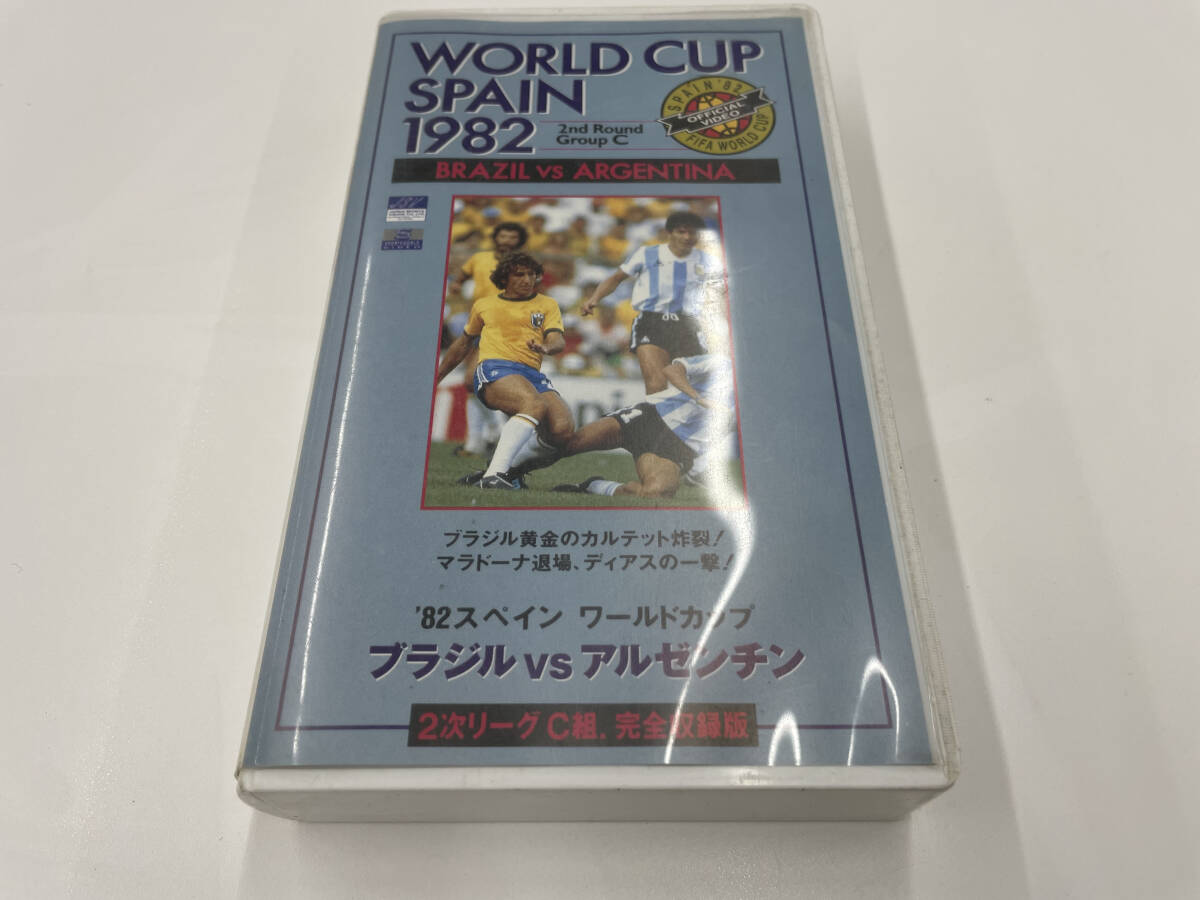 WORLD CUP
SPAIN
1982
2nd Round
Group C
SPAIN '82
OFFICIAL
VIDEO
FIFA WORLD CUP
BRAZIL vs ARGENTINA
ブラジル黄金のカルテット炸裂!
マラドーナ退場、ディアスの一撃!
'82スペイン ワールドカップ
ブラジル vs アルゼンチン
2次リーグ C組. 完全収録版